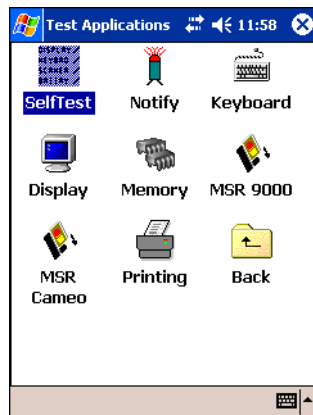 Test Applications 11:58
SelfTest Notify Keyboard
Display Memory MSR 9000
MSR Cameo Printing Back